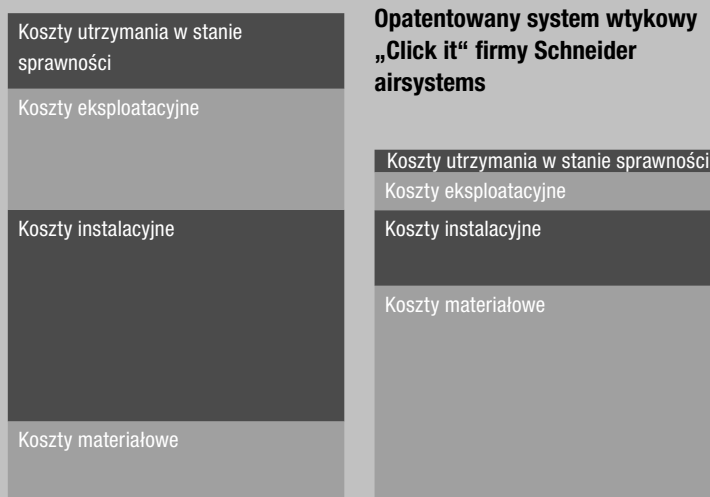 Koszty utrzymania w stanie
sprawności
Koszty eksploatacyjne
Koszty instalacyjne
Koszty materiałowe
Opatentowany system wtykowy
„Click it“ firmy Schneider
airsystems
Koszty utrzymania w stanie sprawności
Koszty eksploatacyjne
Koszty instalacyjne
Koszty materiałowe